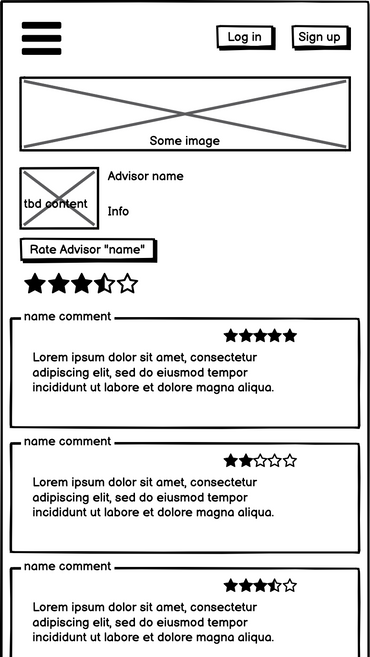 Log in
Sign up
Some image
tbd content
Advisor name
Info
Rate Advisor "name"
name comment
Lorem ipsum dolor sit amet, consectetur
adipiscing elit, sed do eiusmod tempor
incididunt ut labore et dolore magna aliqua.
name comment
Lorem ipsum dolor sit amet, consectetur
adipiscing elit, sed do eiusmod tempor
incididunt ut labore et dolore magna aliqua.
name comment
Lorem ipsum dolor sit amet, consectetur
adipiscing elit, sed do eiusmod tempor
incididunt ut labore et dolore magna aliqua.